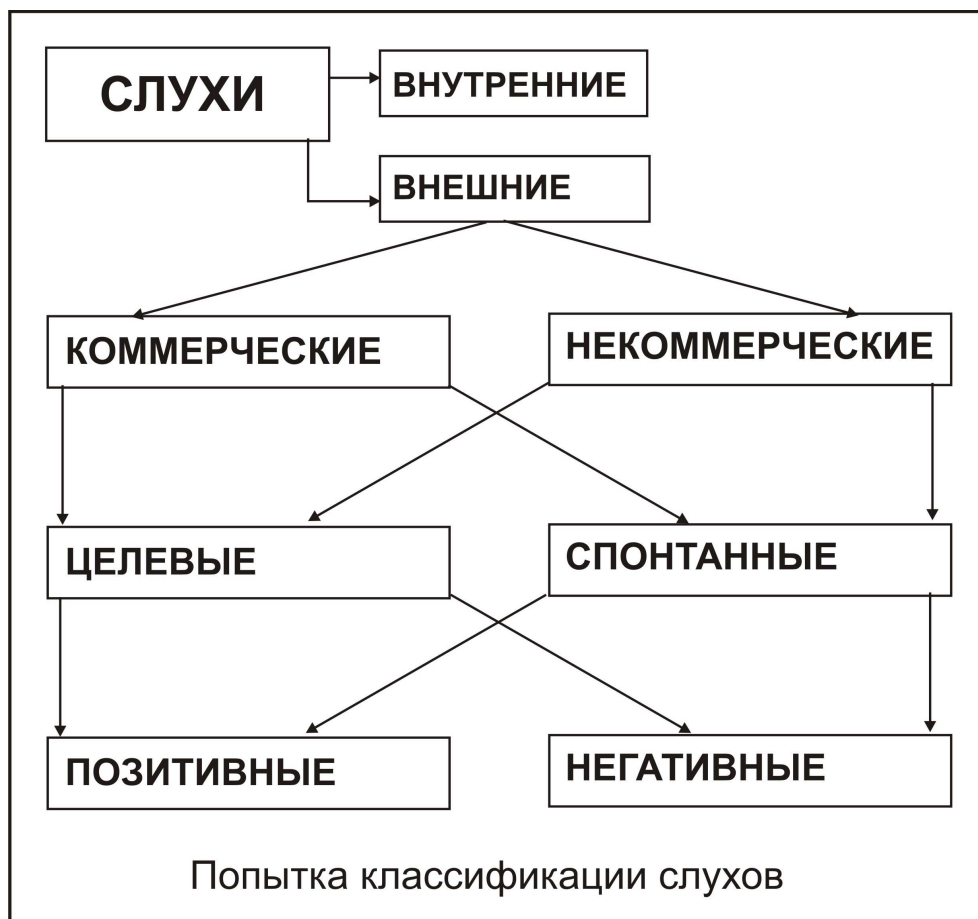 СЛУХИ
ВНУТРЕННИЕ
ВНЕШНИЕ
КОММЕРЧЕСКИЕ
НЕКОММЕРЧЕСКИЕ
ЦЕЛЕВЫЕ
СПОНТАННЫЕ
ПОЗИТИВНЫЕ
НЕГАТИВНЫЕ
Попытка классификации слухов